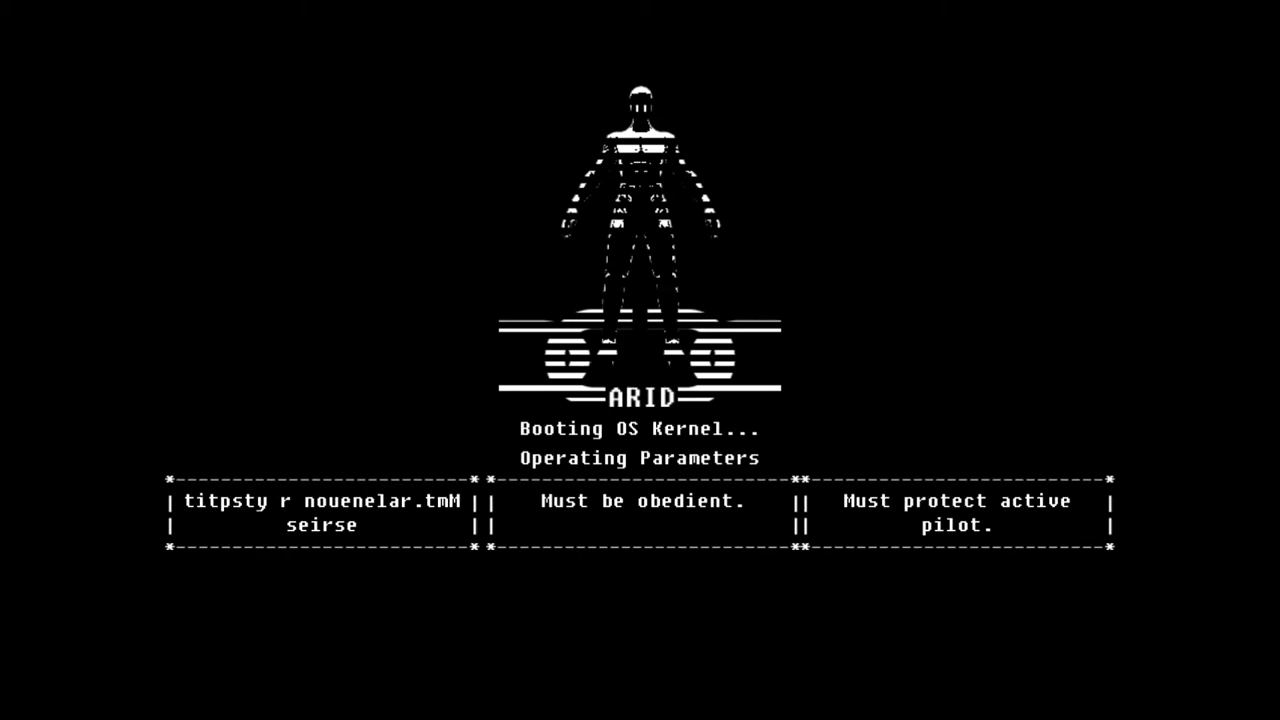 ARID
Booting OS Kernel...
Operating Parameters
titpsty r nouenelar.tmM
seirse
Must be obedient.
Must protect active
pilot.